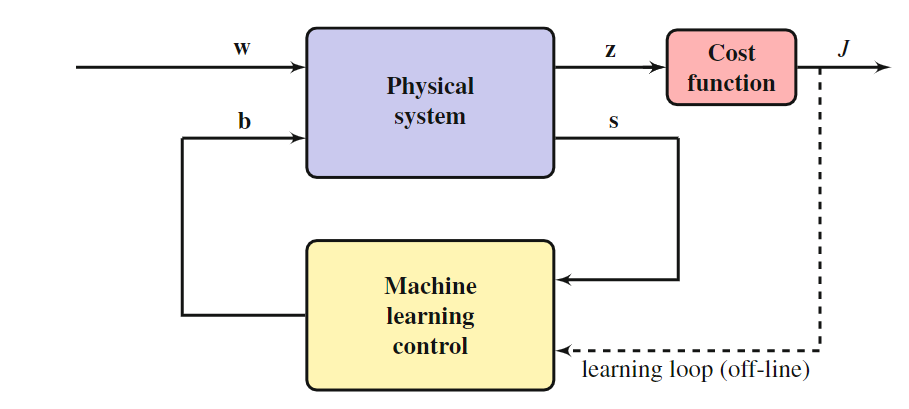 w
Physical
system
z
Cost
function
J
b
s
Machine
learning
control
learning loop (off-line)